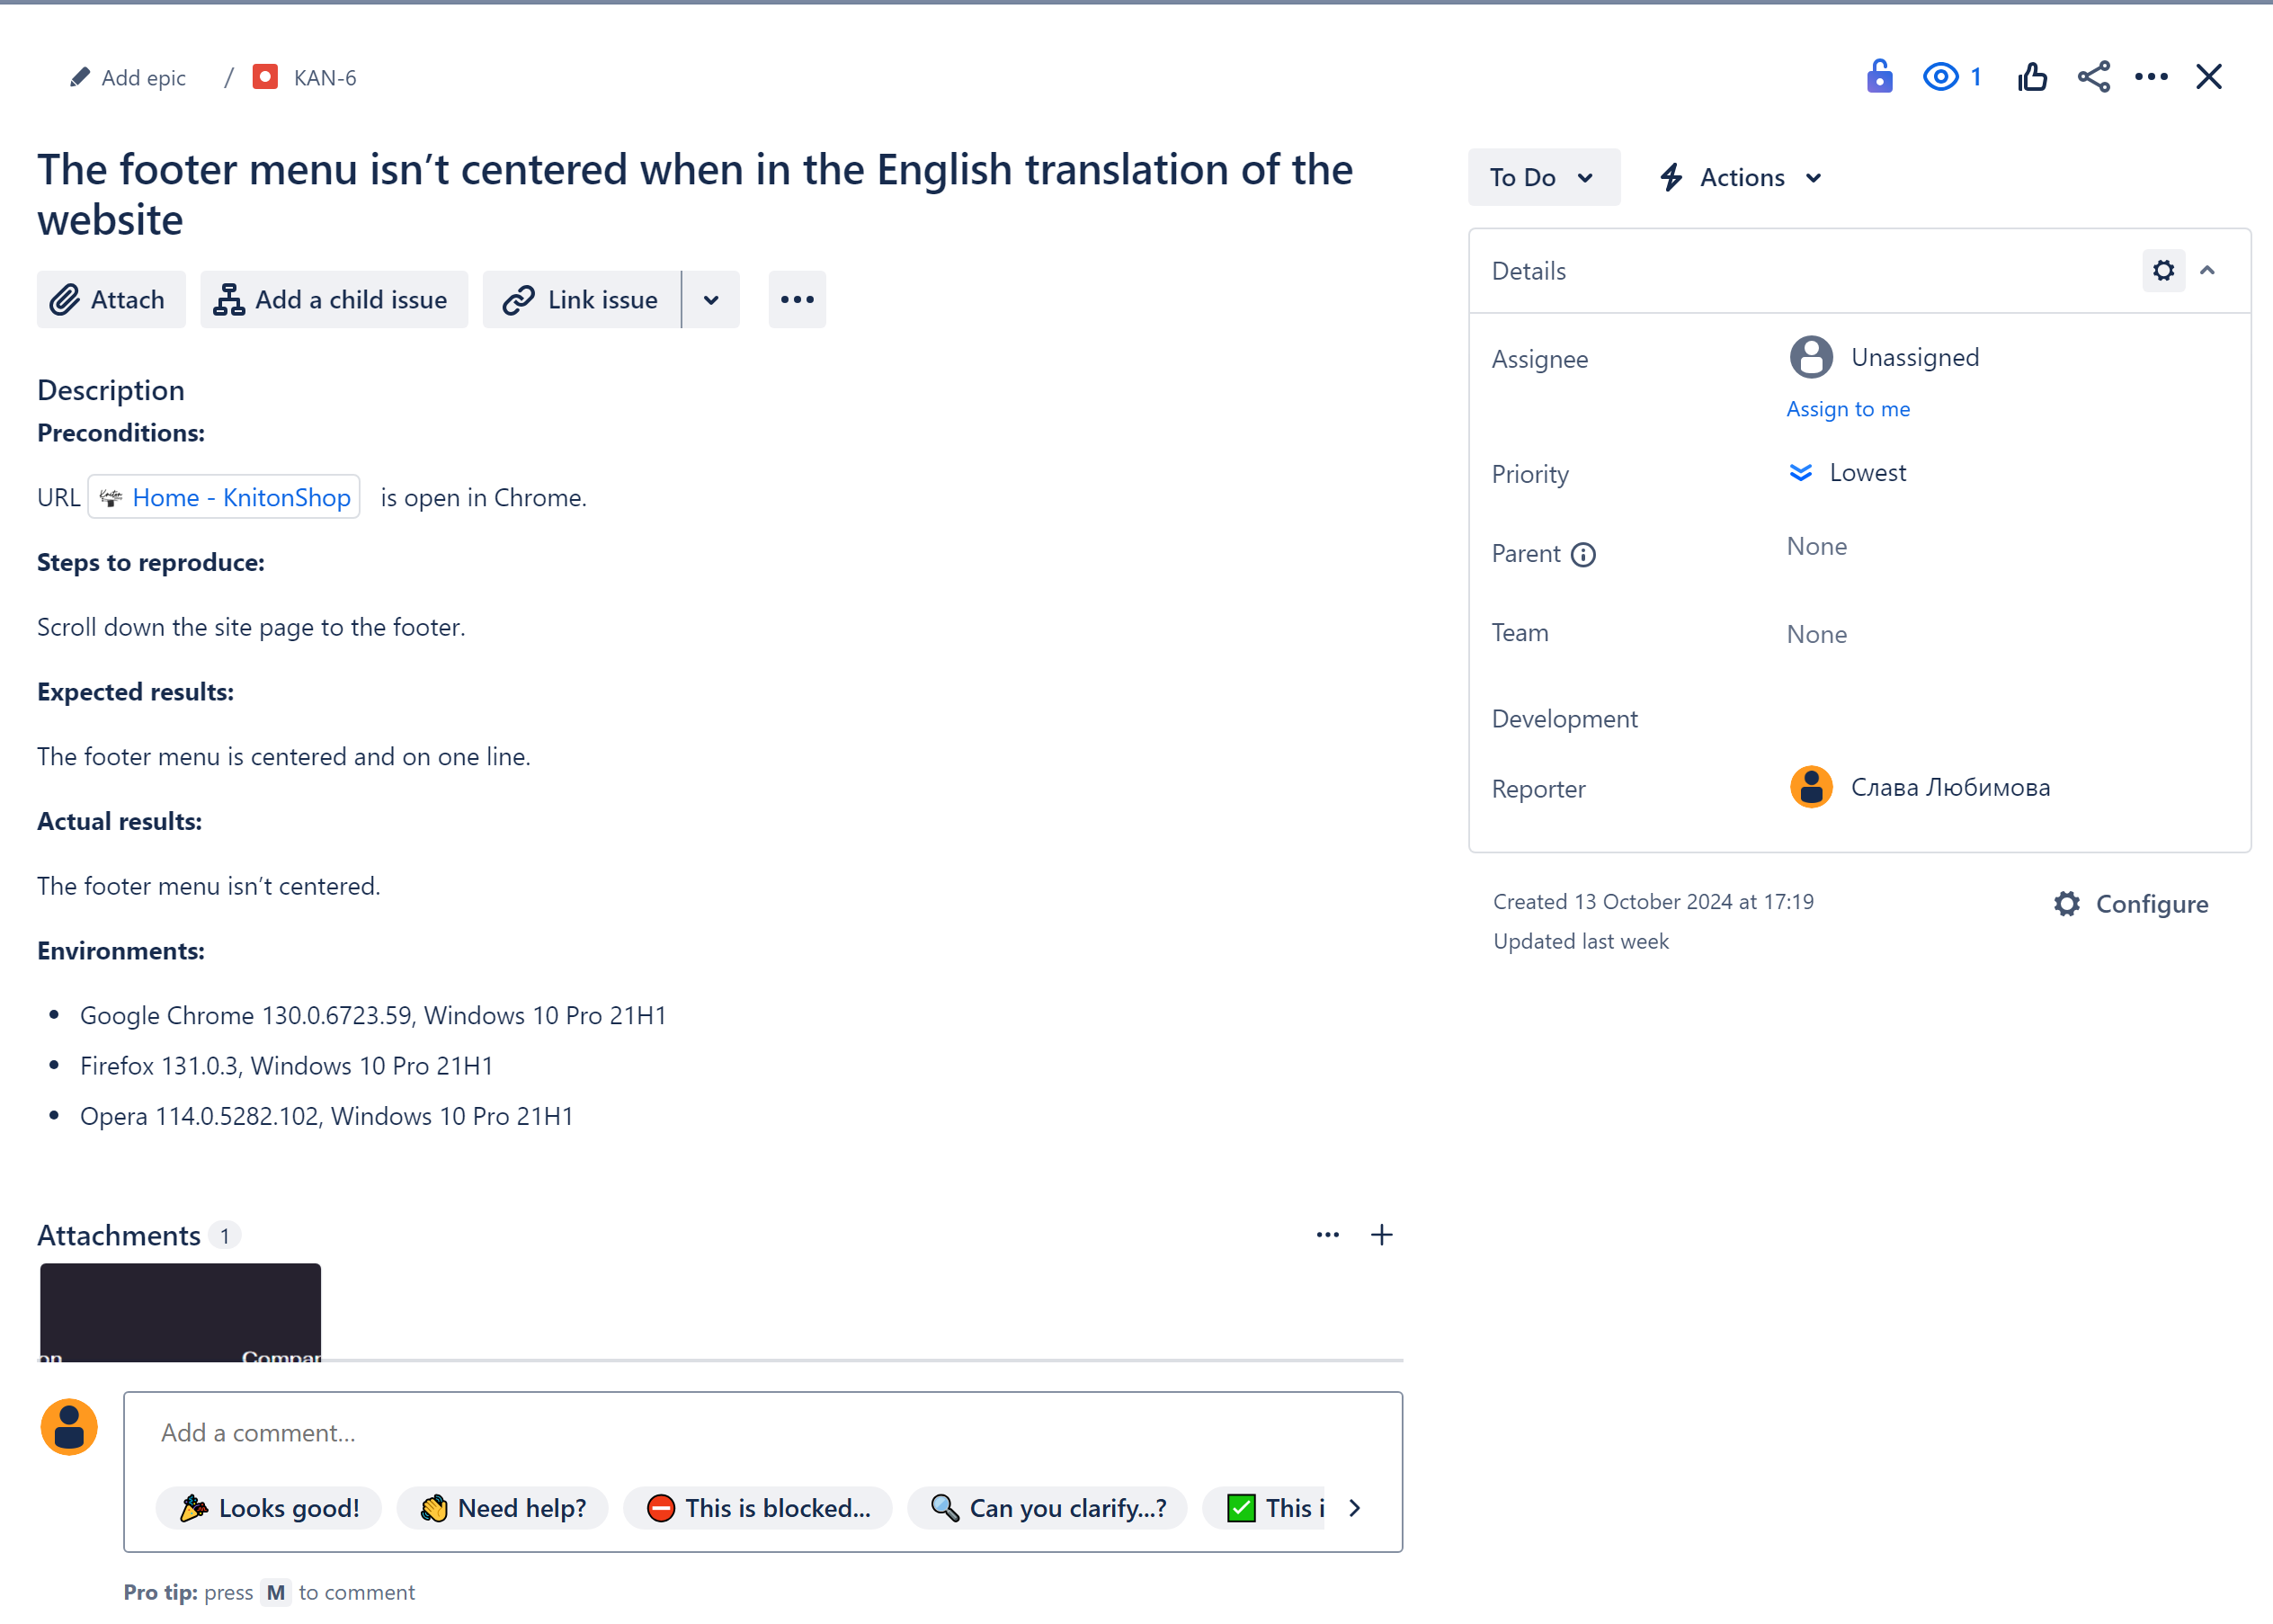 Add epic / KAN-6
1
The footer menu isn’t centered when in the English translation of the
website
Attach
Add a child issue
Link issue
Description
Preconditions:
URL Home - KnitonShop is open in Chrome.
Steps to reproduce:
Scroll down the site page to the footer.
Expected results:
The footer menu is centered and on one line.
Actual results:
The footer menu isn’t centered.
Environments:
• Google Chrome 130.0.6723.59, Windows 10 Pro 21H1
• Firefox 131.0.3, Windows 10 Pro 21H1
• Opera 114.0.5282.102, Windows 10 Pro 21H1
Attachments 1
on Compar
Add a comment...
Looks good! Need help? This is blocked... Can you clarify...? This i
Pro tip: press M to comment
To Do Actions
Details
Assignee Unassigned
Assign to me
Priority Lowest
Parent None
Team None
Development
Reporter Слава Любимова
Created 13 October 2024 at 17:19
Updated last week
Configure